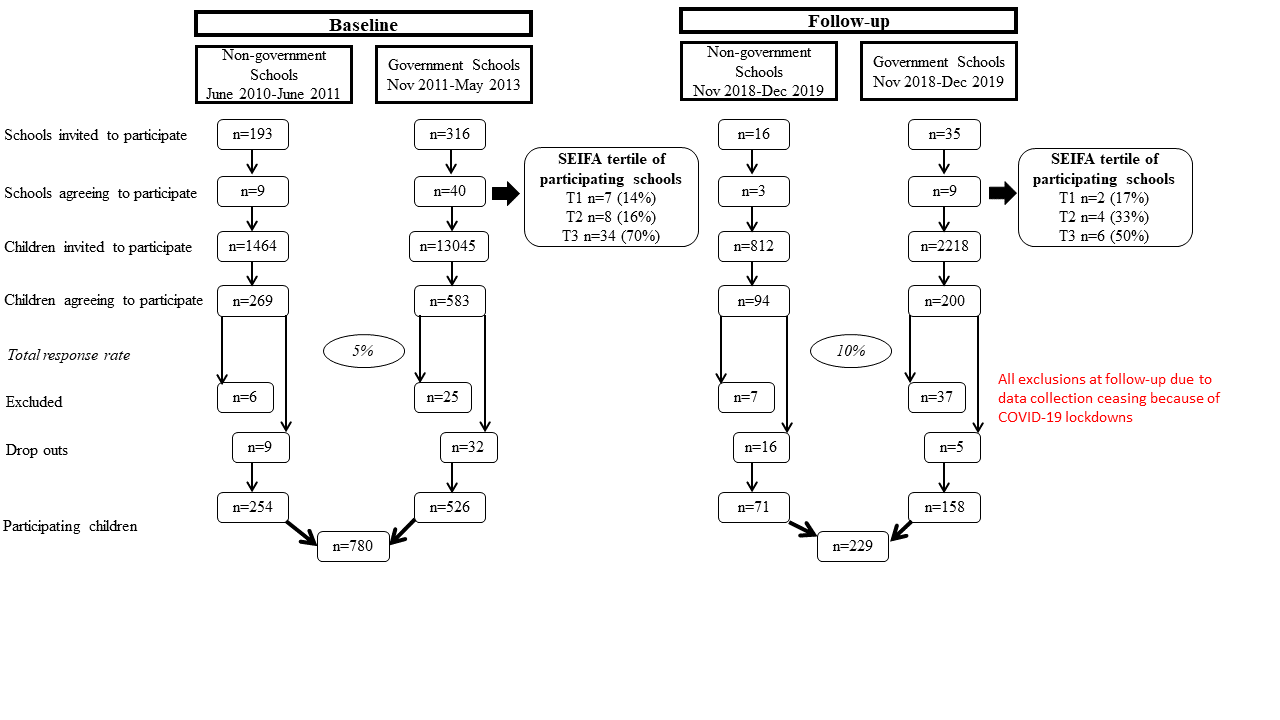 Baseline
Follow-up
Non-government
Schools
June 2010-June 2011
Government Schools
Nov 2011-May 2013
Non-government
Schools
Nov 2018-Dec 2019
Government Schools
Nov 2018-Dec 2019
Schools invited to participate
n=193
n=316
n=16
n=35
Schools agreeing to participate
n=9
n=40
SEIFA tertile of
participating schools
T1 n=7 (14%)
T2 n=8 (16%)
T3 n=34 (70%)
n=3
n=9
SEIFA tertile of
participating schools
T1 n=2 (17%)
T2 n=4 (33%)
T3 n=6 (50%)
Children invited to participate
n=1464
n=13045
n=812
n=2218
Children agreeing to participate
n=269
n=583
n=94
n=200
Total response rate
5%
10%
Excluded
n=6
n=25
n=7
n=37
All exclusions at follow-up due to
data collection ceasing because of
COVID-19 lockdowns
Drop outs
n=9
n=32
n=16
n=5
Participating children
n=254
n=526
n=71
n=158
n=780
n=229